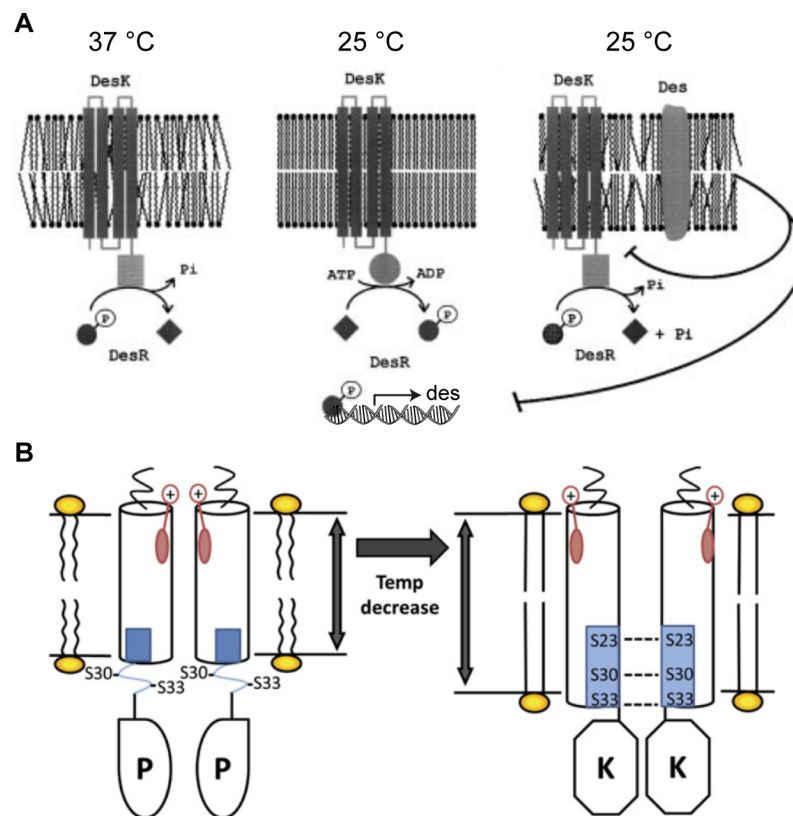 A
37 °C
25 °C
25 °C
DesK
DesK
DesK
Des
Pi
P
DesR
ATP
ADP
P
DesR
P
des
Pi
P
+ Pi
DesR
B
+
+
+
+
Temp
decrease
S30
S33
S30
S33
S23
S23
S30
S30
S33
S33
P
P
K
K